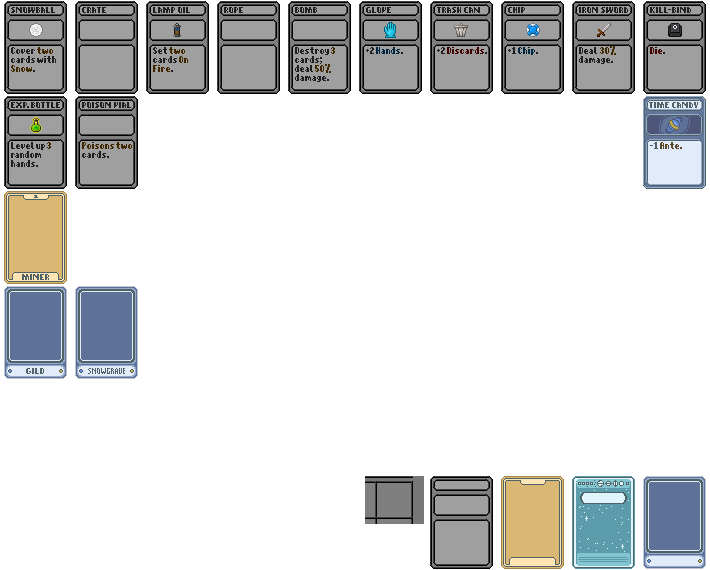 SNOWBALL
CRATE
LAMP OIL
ROPE
BOMB
GLOVE
TRASH CAN
CHIP
IRON SWORD
KILL-BIND
Cover two
cards with
Snow.
Set two
cards On
Fire.
Destroy 3
cards;
deal 50%
damage.
+2 Hands.
+2 Discards.
+1 Chip.
Deal 30%
damage.
Die.
EXP. BOTTLE
POISON VIAL
TIME CANDY
Level up 3
random
hands.
Poisons two
cards.
-1 Ante.
MINER
GILD
SNOWGRAVE